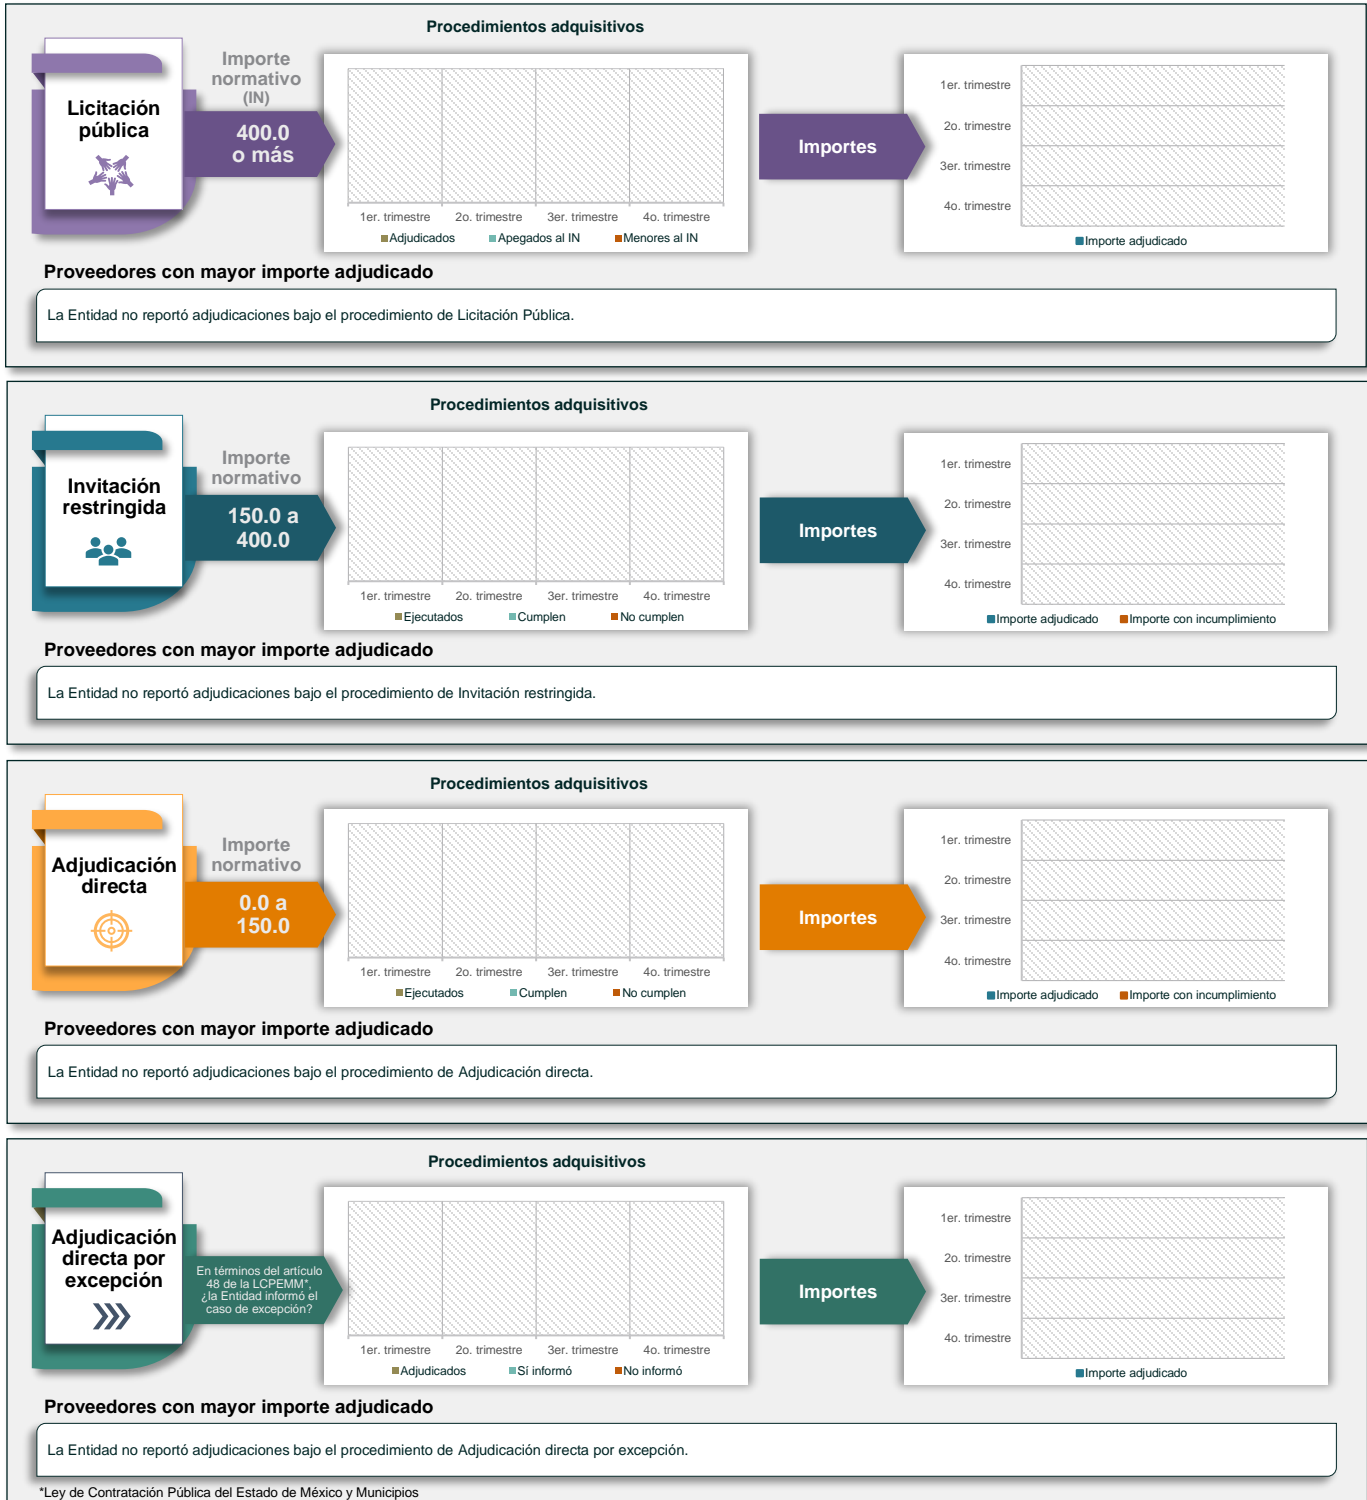 Procedimientos adquisitivos
Licitación
pública
Importe
normativo
(IN)
400.0
o más
1er. trimestre 2o. trimestre 3er. trimestre 4o. trimestre
Adjudicados Apegados al IN Menores al IN
Importes
1er. trimestre
2o. trimestre
3er. trimestre
4o. trimestre
Importe adjudicado
Proveedores con mayor importe adjudicado
La Entidad no reportó adjudicaciones bajo el procedimiento de Licitación Pública.
Procedimientos adquisitivos
Invitación
restringida
Importe
normativo
150.0 a
400.0
1er. trimestre 2o. trimestre 3er. trimestre 4o. trimestre
Ejecutados Cumplen No cumplen
Importes
1er. trimestre
2o. trimestre
3er. trimestre
4o. trimestre
Importe adjudicado Importe con incumplimiento
Proveedores con mayor importe adjudicado
La Entidad no reportó adjudicaciones bajo el procedimiento de Invitación restringida.
Procedimientos adquisitivos
Adjudicación
directa
Importe
normativo
0.0 a
150.0
1er. trimestre 2o. trimestre 3er. trimestre 4o. trimestre
Ejecutados Cumplen No cumplen
Importes
1er. trimestre
2o. trimestre
3er. trimestre
4o. trimestre
Importe adjudicado Importe con incumplimiento
Proveedores con mayor importe adjudicado
La Entidad no reportó adjudicaciones bajo el procedimiento de Adjudicación directa.
Procedimientos adquisitivos
Adjudicación
directa por
excepción
En términos del artículo
48 de la LCPEMM*,
¿la Entidad informó el
caso de excepción?
1er. trimestre 2o. trimestre 3er. trimestre 4o. trimestre
Adjudicados Sí informó No informó
Importes
1er. trimestre
2o. trimestre
3er. trimestre
4o. trimestre
Importe adjudicado
Proveedores con mayor importe adjudicado
La Entidad no reportó adjudicaciones bajo el procedimiento de Adjudicación directa por excepción.
*Ley de Contratación Pública del Estado de México y Municipios